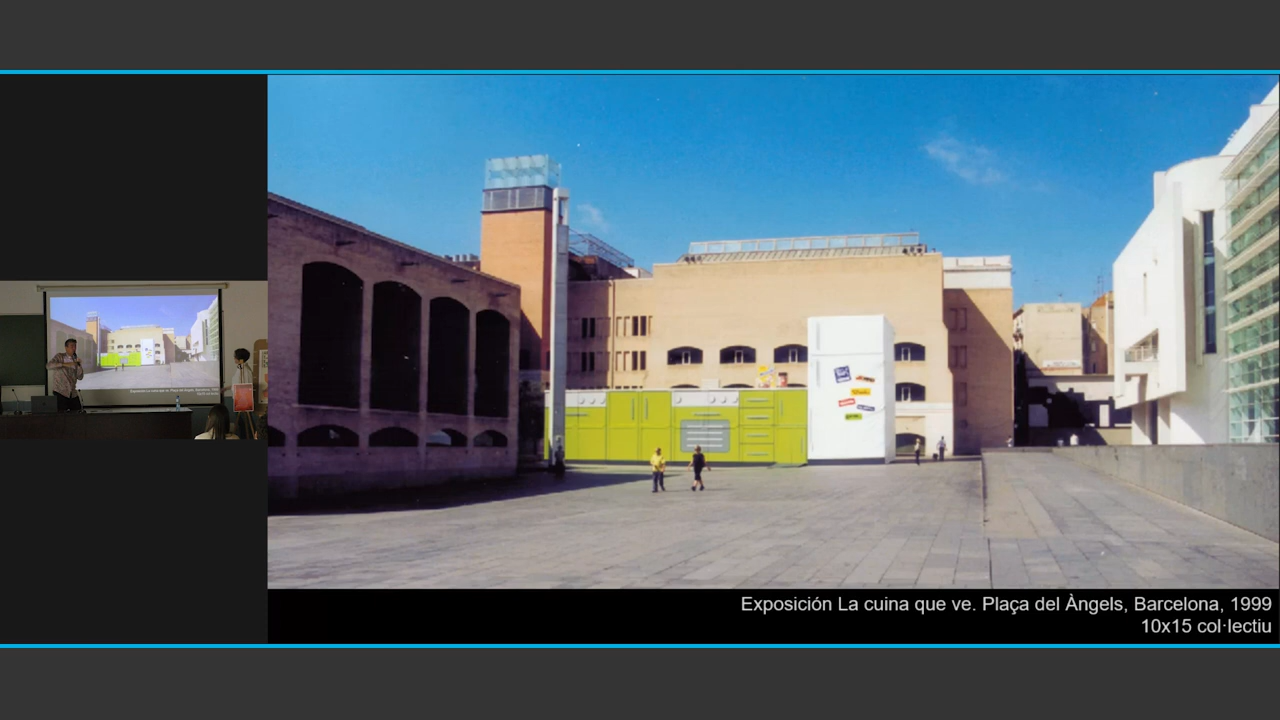 Exposición La cuina que ve. Plaça del Àngels, Barcelona, 1999
10x15 col·lectiu